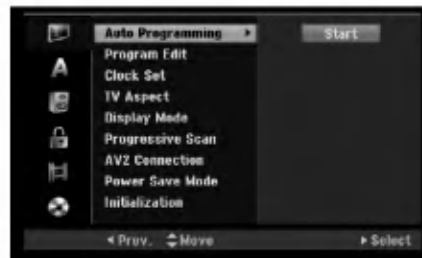 Auto Programming Start
Program Edit
A
Clock Set
TV Aspect
Display Mode
Progressive Scan
AV2 Connection
Power Save Mode
Initialization
Prev. Move Select